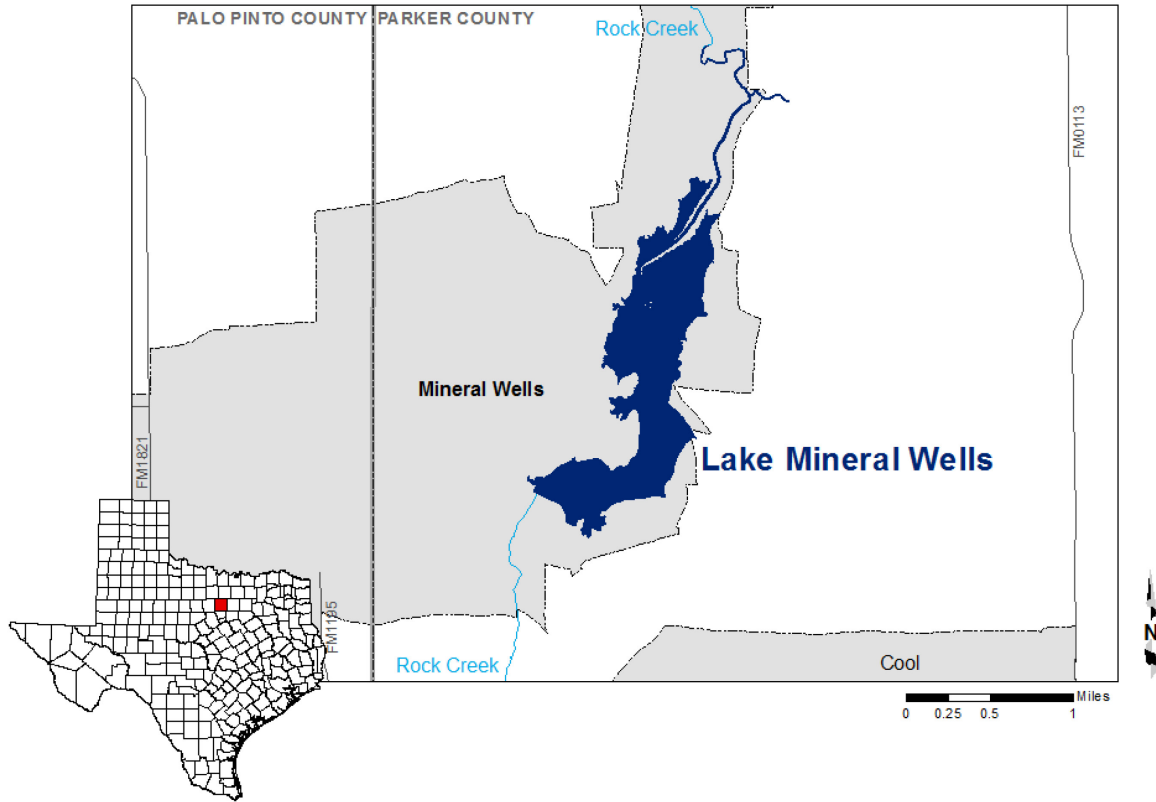 PALO PINTO COUNTY
PARKER COUNTY
Rock Creek
FM0113
Mineral Wells
FM1821
Lake Mineral Wells
FM1195
N
Rock Creek
Cool
Miles
0 0.25 0.5 1